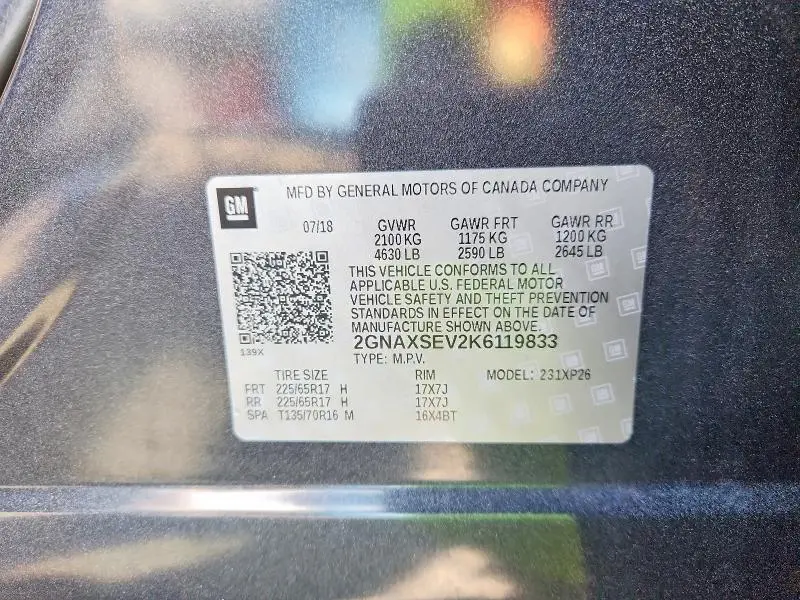 GM
MFD BY GENERAL MOTORS OF CANADA COMPANY
07/18 GVWR GAWR FRT GAWR RR
2100 KG 1175 KG 1200 KG
4630 LB 2590 LB 2645 LB
THIS VEHICLE CONFORMS TO ALL
APPLICABLE U.S. FEDERAL MOTOR
VEHICLE SAFETY AND THEFT PREVENTION
STANDARDS IN EFFECT ON THE DATE OF
MANUFACTURE SHOWN ABOVE.
139X
2GNAXSEV2K6119833
TYPE: M.P.V.
TIRE SIZE RIM MODEL: 231XP26
FRT 225/65R17 H 17X7J
RR 225/65R17 H 17X7J
SPA T135/70R16 M 16X4BT